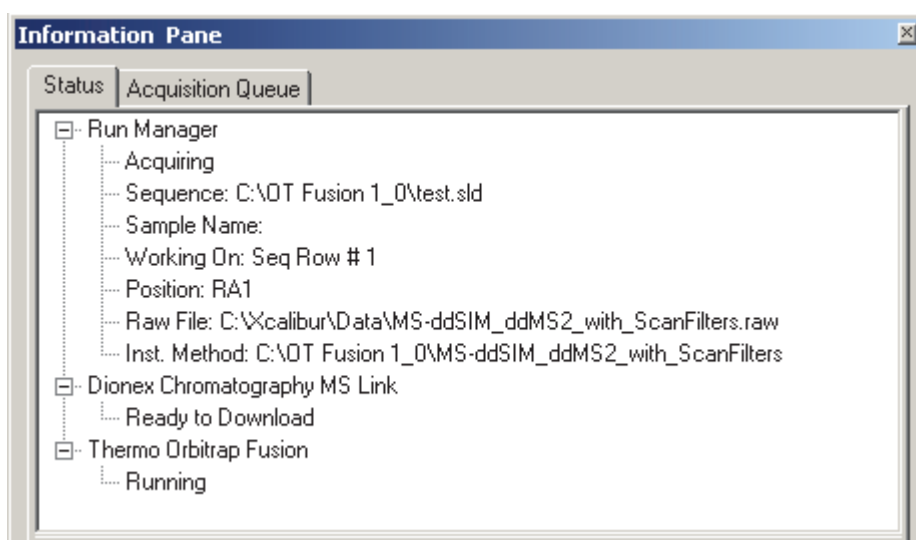 Information Pane
Status Acquisition Queue
Run Manager
Acquiring
Sequence: C:\OT Fusion 1_0\test.sld
Sample Name:
Working On: Seq Row # 1
Position: RA1
Raw File: C:\Xcalibur\Data\MS-ddSIM_ddMS2_with_ScanFilters.raw
Inst. Method: C:\OT Fusion 1_0\MS-ddSIM_ddMS2_with_ScanFilters
Dionex Chromatography MS Link
Ready to Download
Thermo Orbitrap Fusion
Running